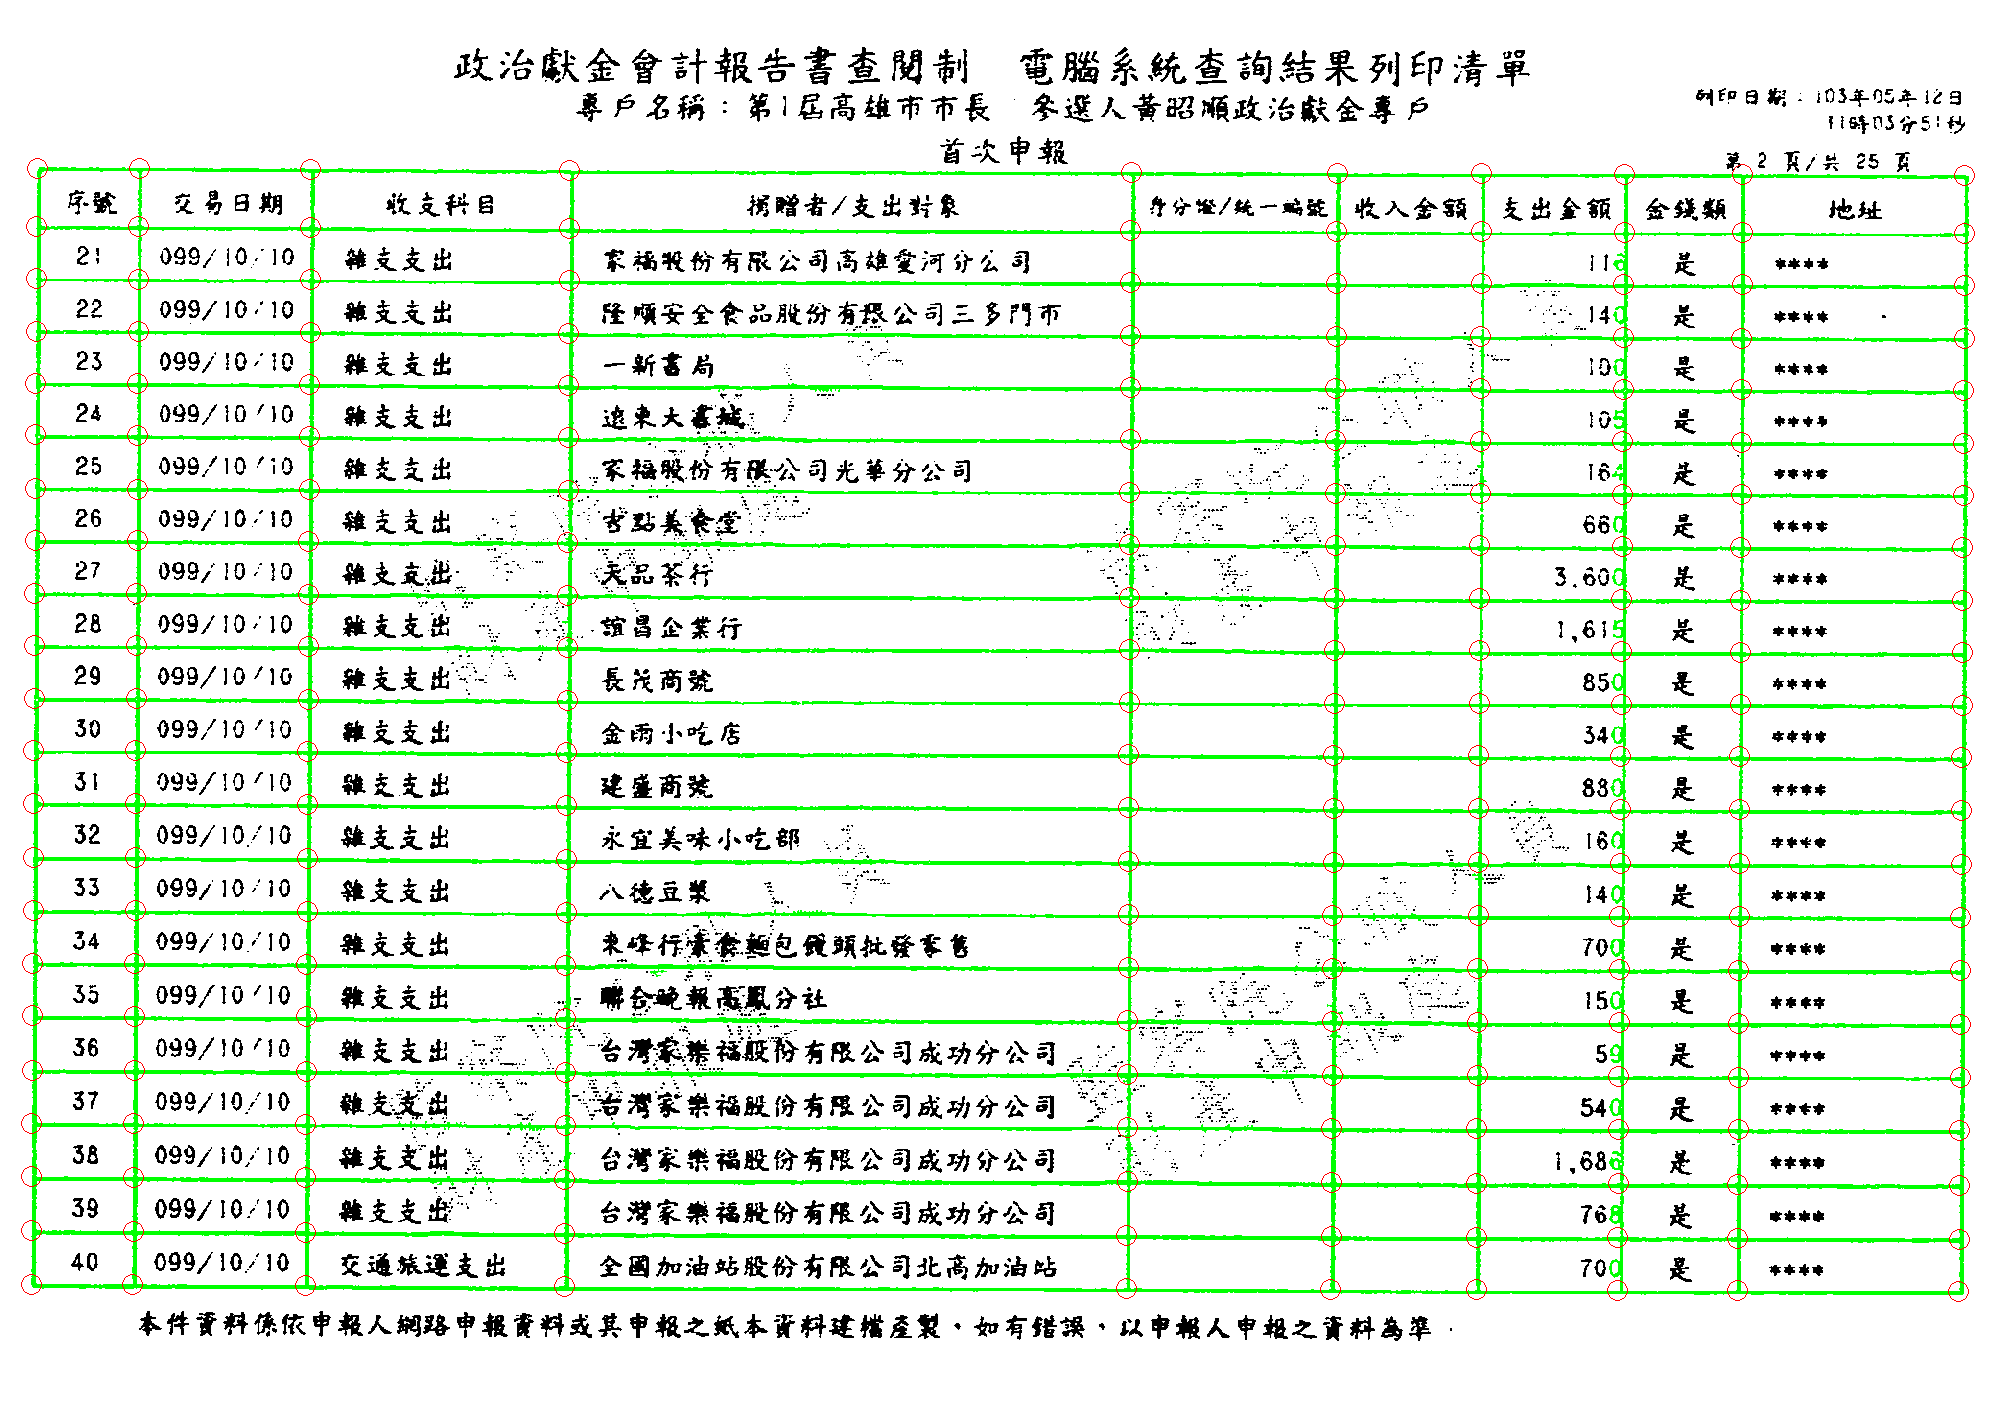 政治獻金會計報告書查閱制 電腦系統查詢結果列印清單
專戶名稱：第1屆高雄市市長 參選人黃昭順政治獻金專戶
列印日期：103年05年12日
11時03分51秒
首次申報
第 2 頁/共 25 頁
序號 交易日期 收支科目 捐贈者/支出對象 身分證/統一編號 收入金額 支出金額 金錢類 地址
21 099/10/10 雜支支出 家福股份有限公司高雄愛河分公司 116 是 ****
22 099/10/10 雜支支出 隆順安全食品股份有限公司三多門市 140 是 ****
23 099/10/10 雜支支出 一新書局 100 是 ****
24 099/10/10 雜支支出 遠東大書城 105 是 ****
25 099/10/10 雜支支出 家福股份有限公司光華分公司 164 是 ****
26 099/10/10 雜支支出 吉點美食堂 660 是 ****
27 099/10/10 雜支支出 天品茶行 3,600 是 ****
28 099/10/10 雜支支出 誼昌企業行 1,615 是 ****
29 099/10/10 雜支支出 長茂商號 850 是 ****
30 099/10/10 雜支支出 金雨小吃店 340 是 ****
31 099/10/10 雜支支出 建盛商號 880 是 ****
32 099/10/10 雜支支出 永宜美味小吃部 160 是 ****
33 099/10/10 雜支支出 八德豆漿 140 是 ****
34 099/10/10 雜支支出 來峰行素食麵包饅頭批發零售 700 是 ****
35 099/10/10 雜支支出 聯合晚報高鳳分社 150 是 ****
36 099/10/10 雜支支出 台灣家樂福股份有限公司成功分公司 59 是 ****
37 099/10/10 雜支支出 台灣家樂福股份有限公司成功分公司 540 是 ****
38 099/10/10 雜支支出 台灣家樂福股份有限公司成功分公司 1,686 是 ****
39 099/10/10 雜支支出 台灣家樂福股份有限公司成功分公司 768 是 ****
40 099/10/10 交通旅運支出 全國加油站股份有限公司北高加油站 700 是 ****
本件資料係依申報人網路申報資料或其申報之紙本資料建檔產製，如有錯誤，以申報人申報之資料為準．